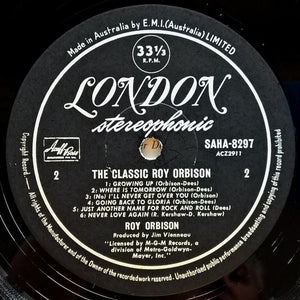 Made in Australia by E.M.I. (Australia) LIMITED
33⅓
R.P.M.
LONDON
stereophonic
SAHA-8297
ACZ2911
2
2
THE CLASSIC ROY ORBISON
1: GROWING UP (Orbison-Dees)
2: WHERE IS TOMORROW (Orbison-Dees)
3: (No) I'LL NEVER GET OVER YOU (Orbison-Dees)
4: GOING BACK TO GLORIA (Orbison-Dees)
5: JUST ANOTHER NAME FOR ROCK AND ROLL (Dees)
6: NEVER LOVE AGAIN (R. Kershaw-D. Kershaw)
ROY ORBISON
Produced by Jim Vienneau
"Licensed by M-G-M Records, a
division of Metro-Goldwyn-
Mayer, Inc."
Copyright Record
All rights of the Manufacturer and of the Owner of the recorded work reserved. Unauthorised public performance broadcasting and copying